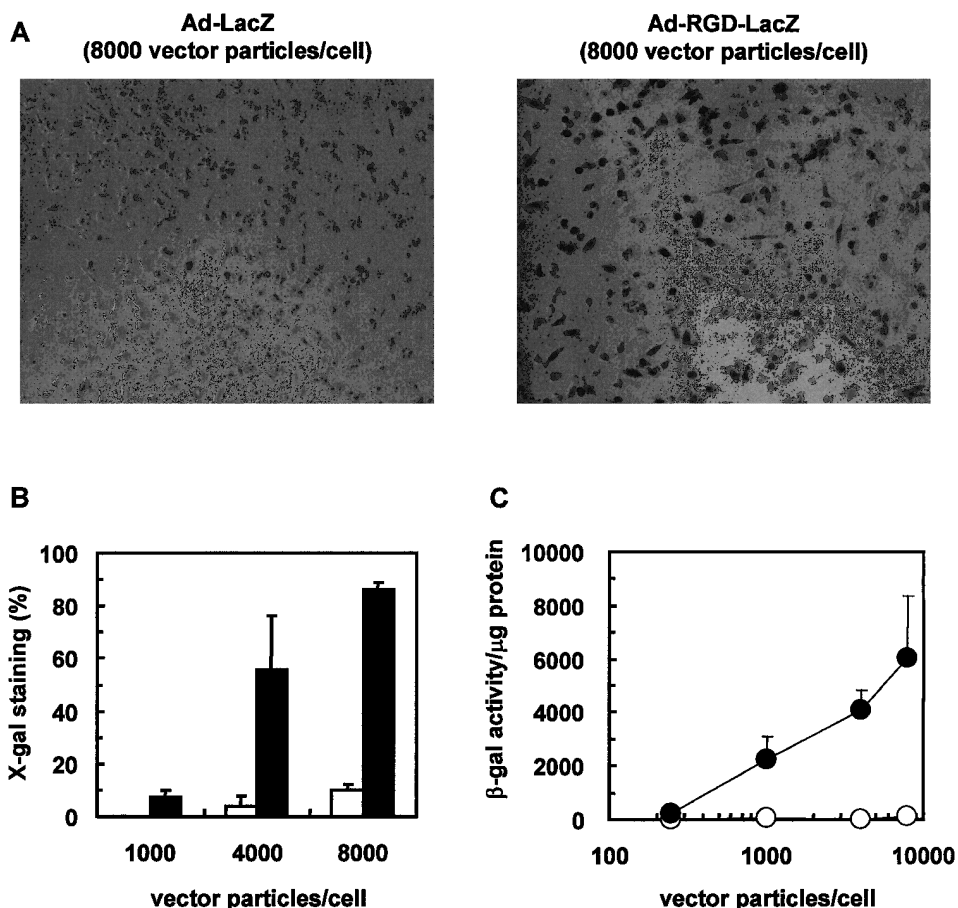 A
Ad-LacZ
(8000 vector particles/cell)
Ad-RGD-LacZ
(8000 vector particles/cell)
B
X-gal staining (%)
100
80
60
40
20
0
1000 4000 8000
vector particles/cell
C
β-gal activity/μg protein
10000
8000
6000
4000
2000
0
100 1000 10000
vector particles/cell